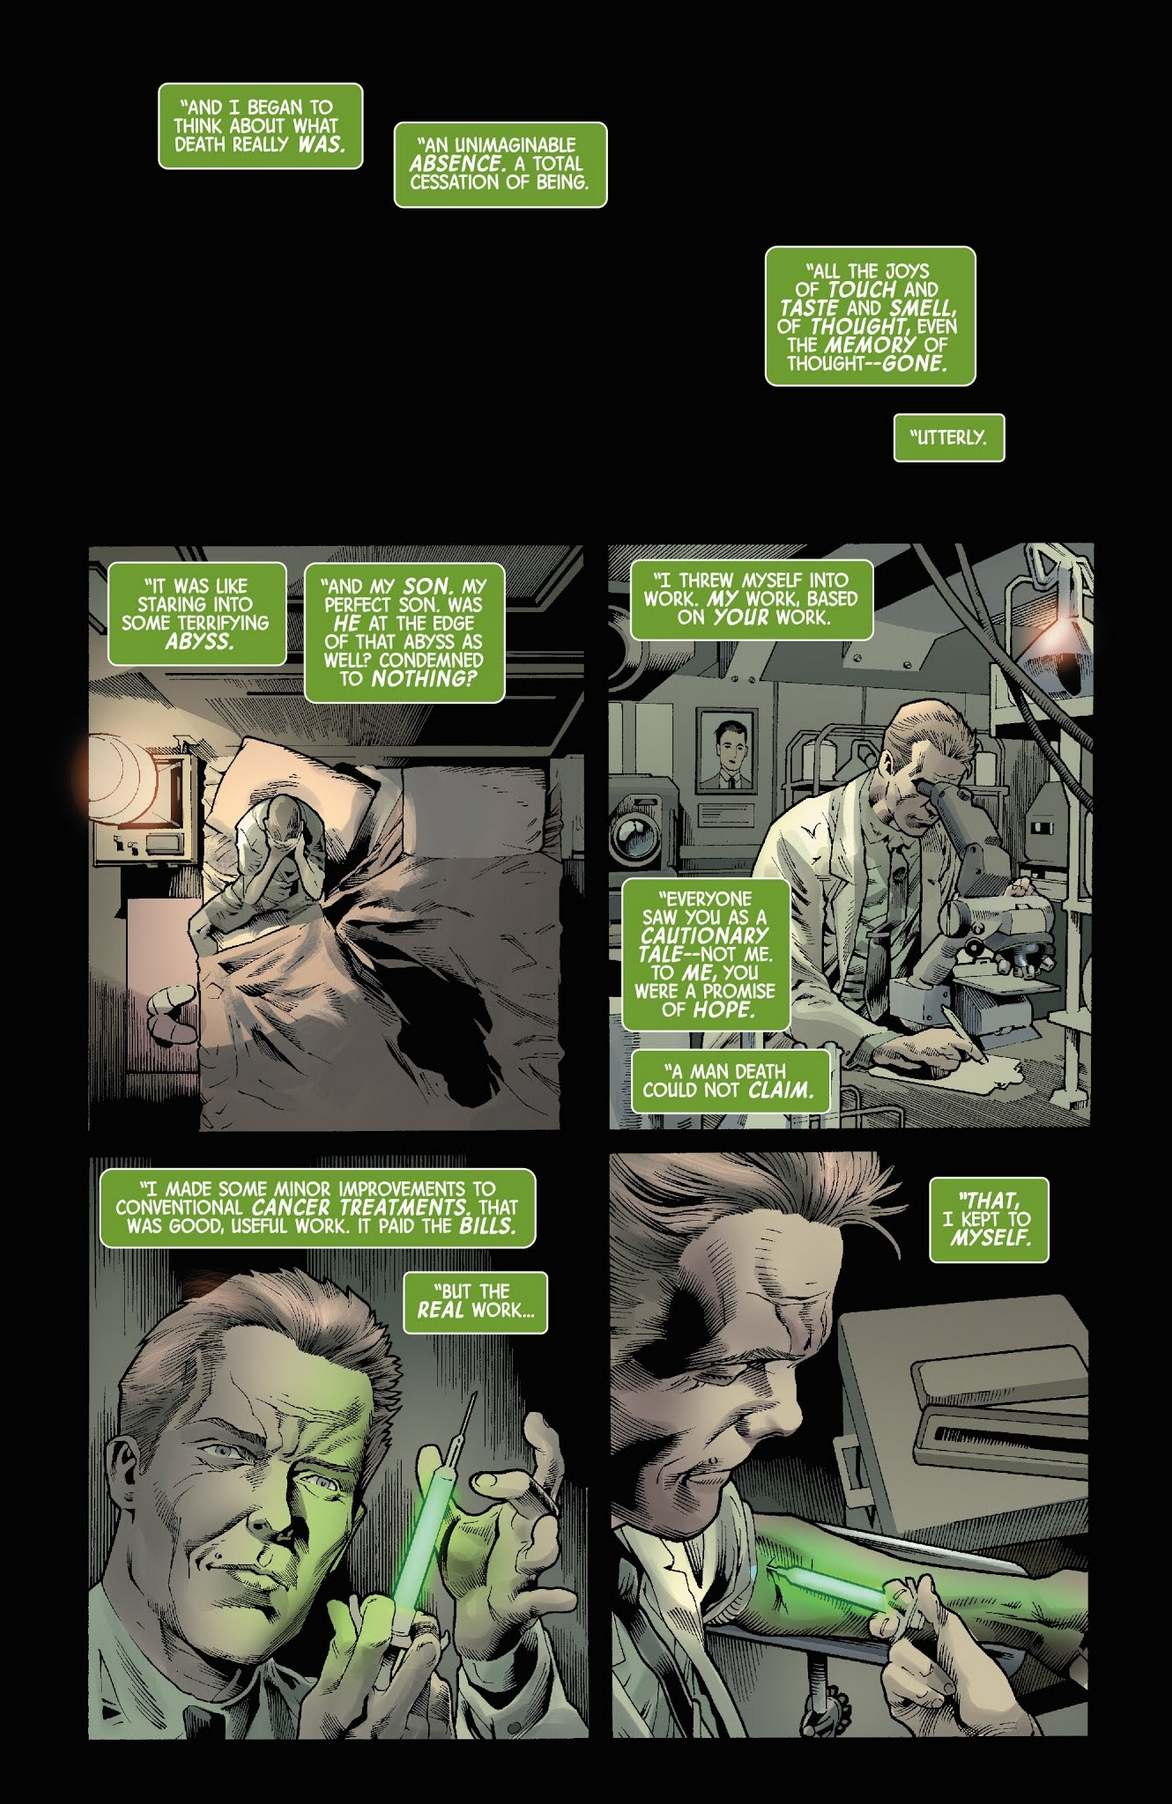 "AND I BEGAN TO
THINK ABOUT WHAT
DEATH REALLY WAS.
"AN UNIMAGINABLE
ABSENCE. A TOTAL
CESSATION OF BEING.
"ALL THE JOYS
OF TOUCH AND
TASTE AND SMELL,
OF THOUGHT, EVEN
THE MEMORY OF
THOUGHT--GONE.
"UTTERLY.
"IT WAS LIKE
STARING INTO
SOME TERRIFYING
ABYSS.
"AND MY SON. MY
PERFECT SON. WAS
HE AT THE EDGE
OF THAT ABYSS AS
WELL? CONDEMNED
TO NOTHING?
"I THREW MYSELF INTO
WORK. MY WORK, BASED
ON YOUR WORK.
"EVERYONE
SAW YOU AS A
CAUTIONARY
TALE--NOT ME.
TO ME, YOU
WERE A PROMISE
OF HOPE.
"A MAN DEATH
COULD NOT CLAIM.
"I MADE SOME MINOR IMPROVEMENTS TO
CONVENTIONAL CANCER TREATMENTS. THAT
WAS GOOD, USEFUL WORK. IT PAID THE BILLS.
"BUT THE
REAL WORK...
"THAT,
I KEPT TO
MYSELF.